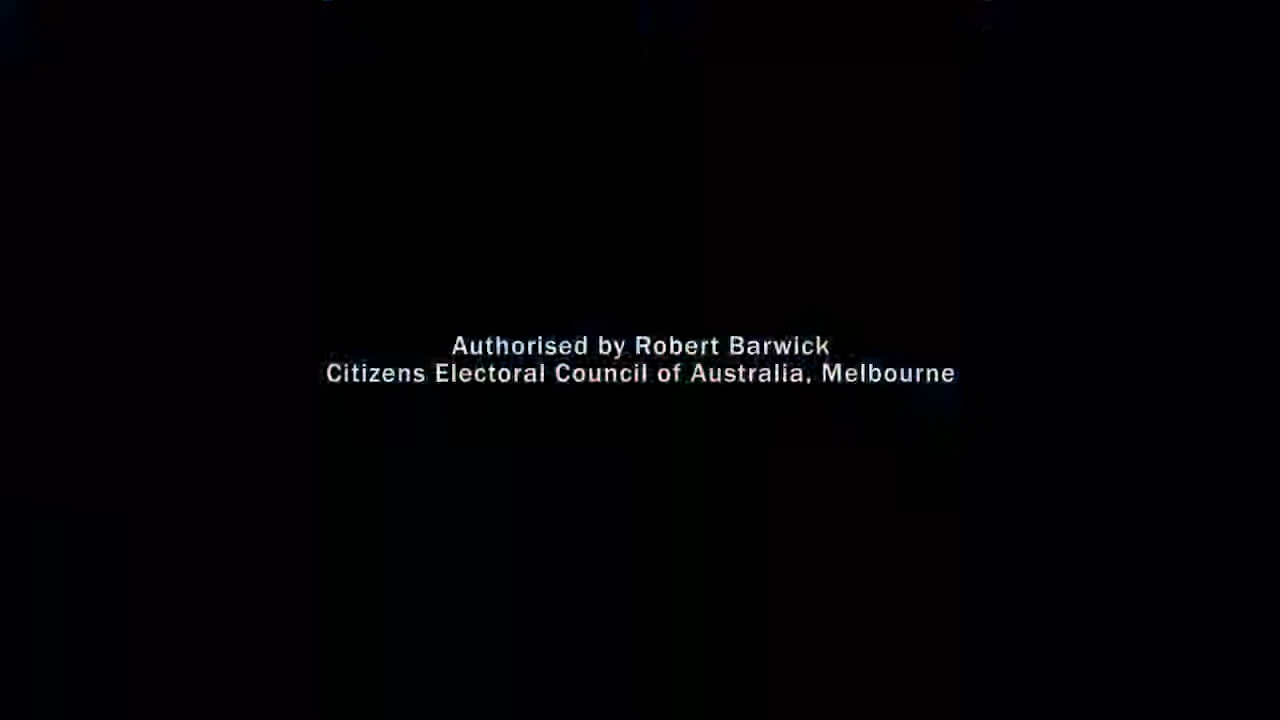 Authorised by Robert Barwick
Citizens Electoral Council of Australia, Melbourne